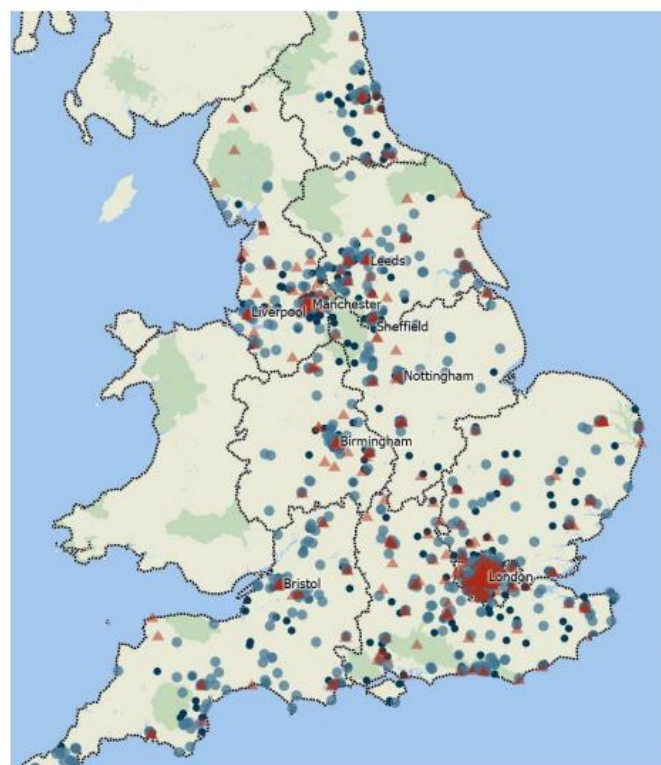 Leeds
Manchester
Liverpool
Sheffield
Nottingham
Birmingham
London
Bristol